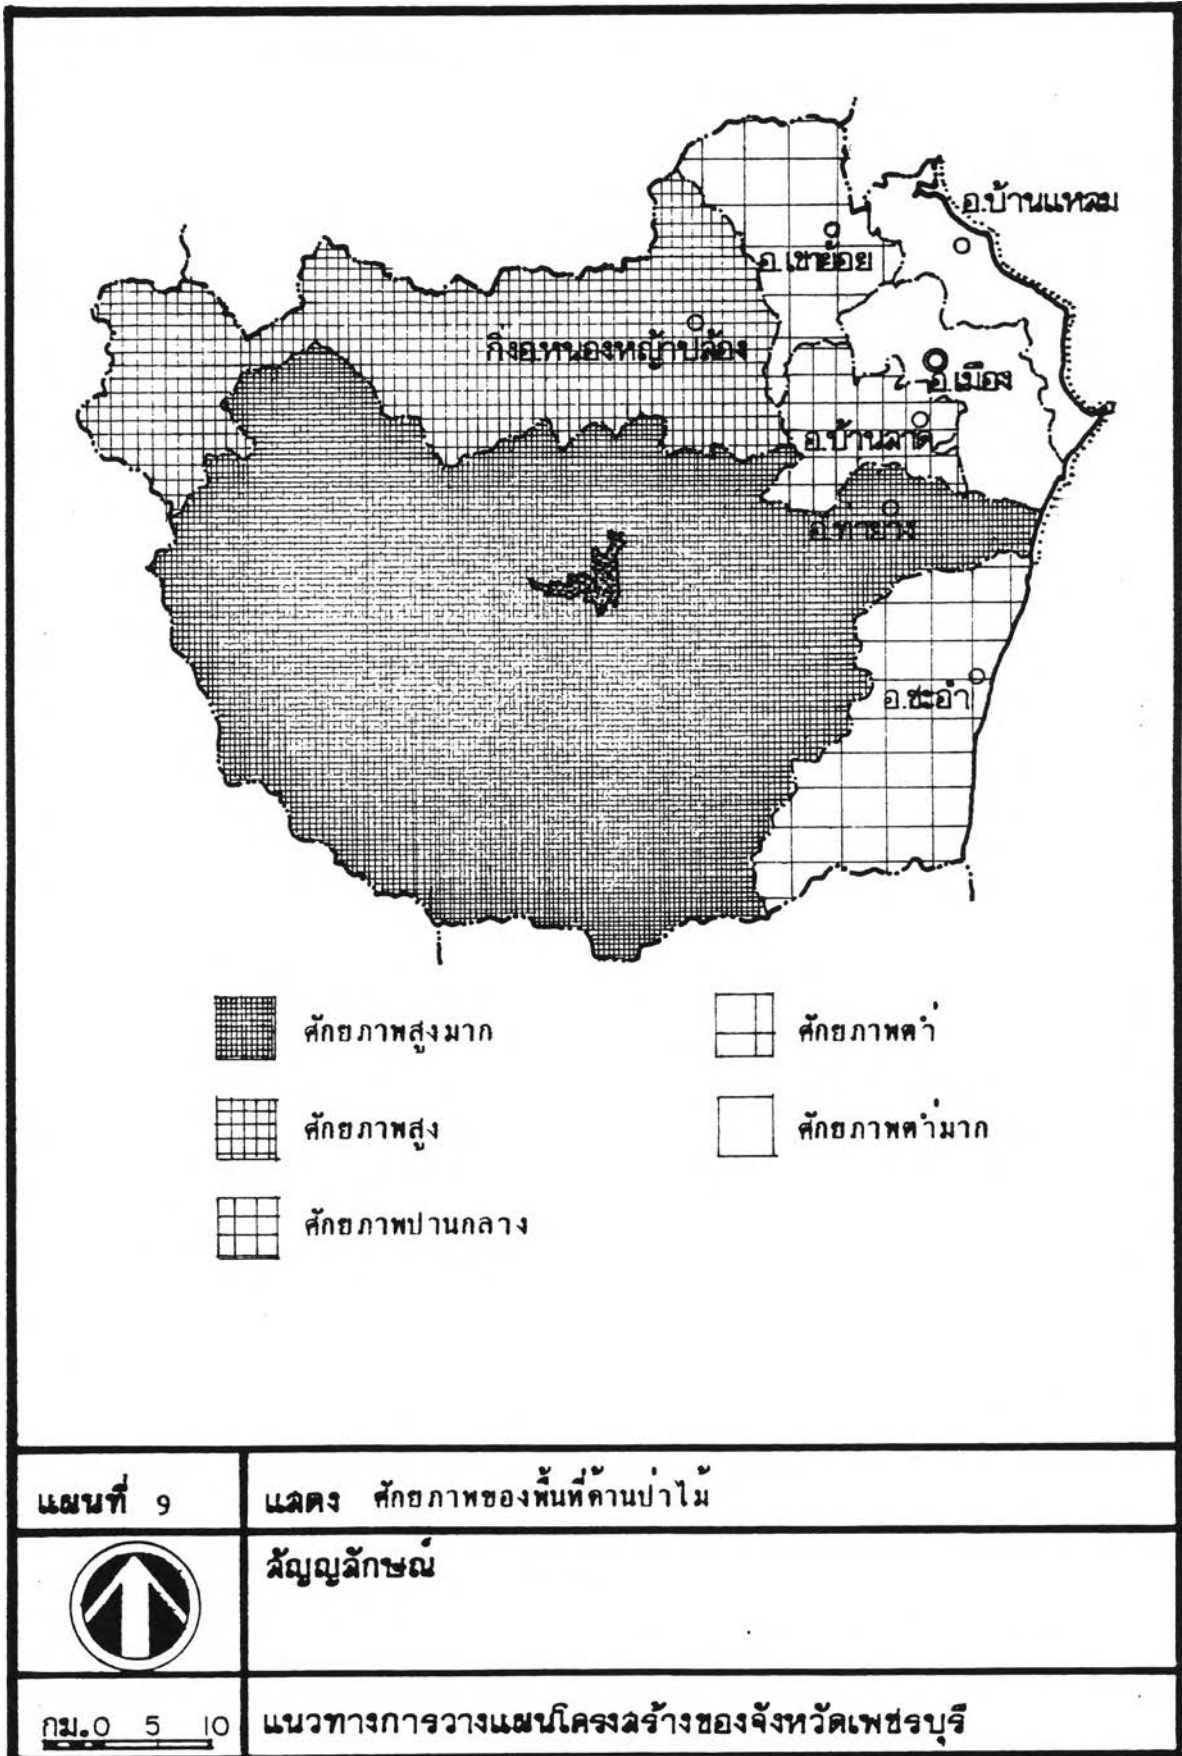 อ.บ้านแหลม
อ.เขาย้อย
กิ่งอ.หนองหญ้าปล้อง
อ.เมือง
อ.บ้านลาด
อ.ท่ายาง
อ.ชะอำ
ศักยภาพสูงมาก
ศักยภาพสูง
ศักยภาพปานกลาง
ศักยภาพต่ำ
ศักยภาพต่ำมาก
แผนที่ 9
แสดง ศักยภาพของพื้นที่ด้านป่าไม้
สัญญลักษณ์
กม. 0 5 10
แนวทางการวางแผนโครงสร้างของจังหวัดเพชรบุรี